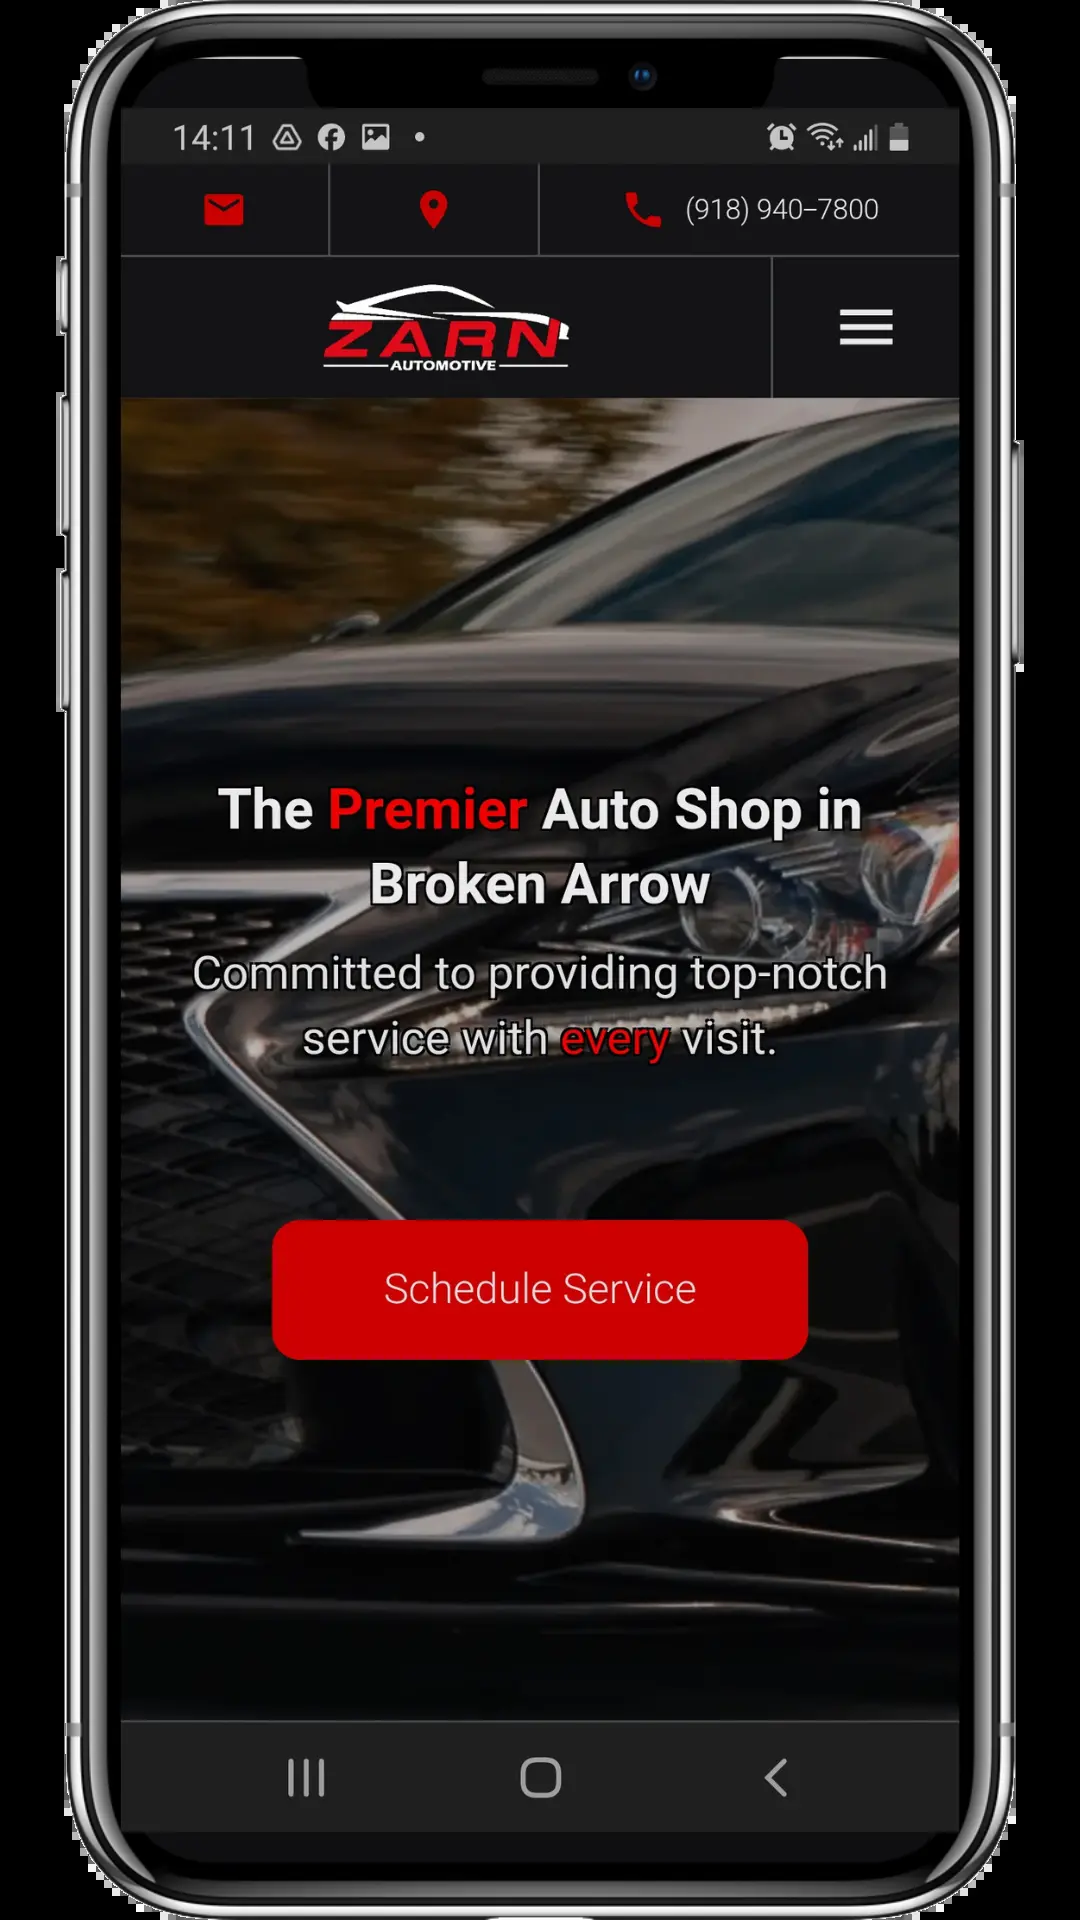 14:11
(918) 940-7800
ZARN
AUTOMOTIVE
The Premier Auto Shop in
Broken Arrow
Committed to providing top-notch
service with every visit.
Schedule Service